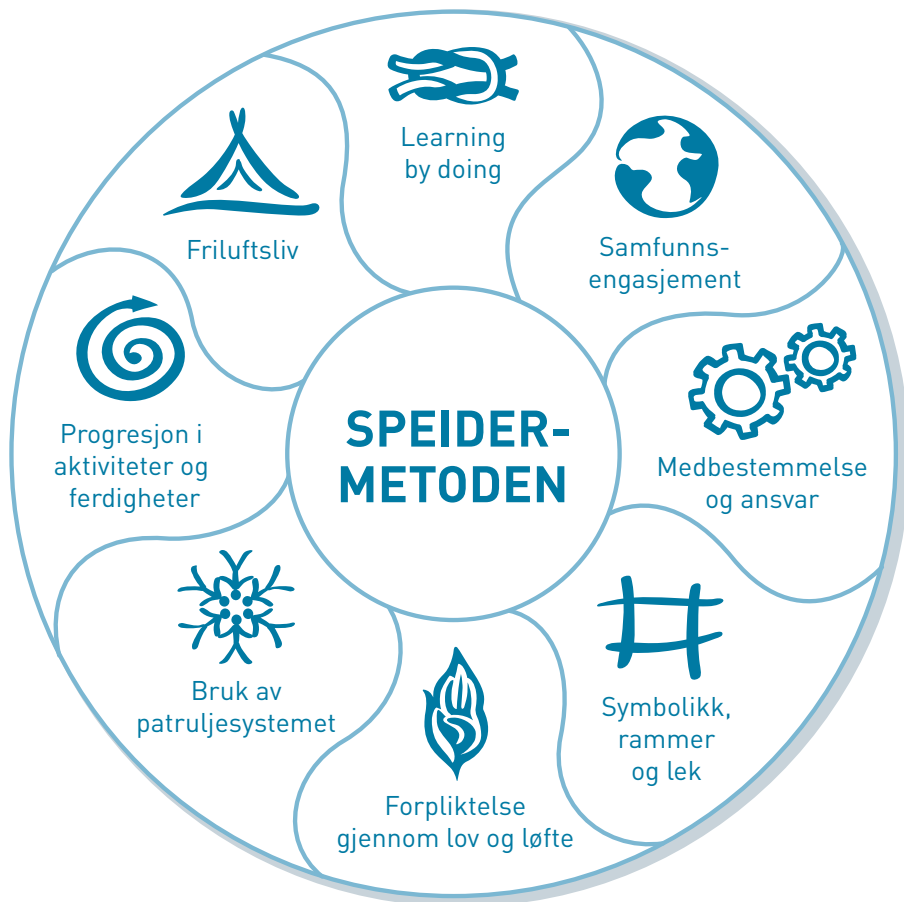 Learning
by doing
Samfunns-
engasjement
Medbestemmelse
og ansvar
Symbolikk,
rammer
og lek
Forpliktelse
gjennom lov og løfte
Bruk av
patruljesystemet
Progresjon i
aktiviteter og
ferdigheter
Friluftsliv
SPEIDER-
METODEN